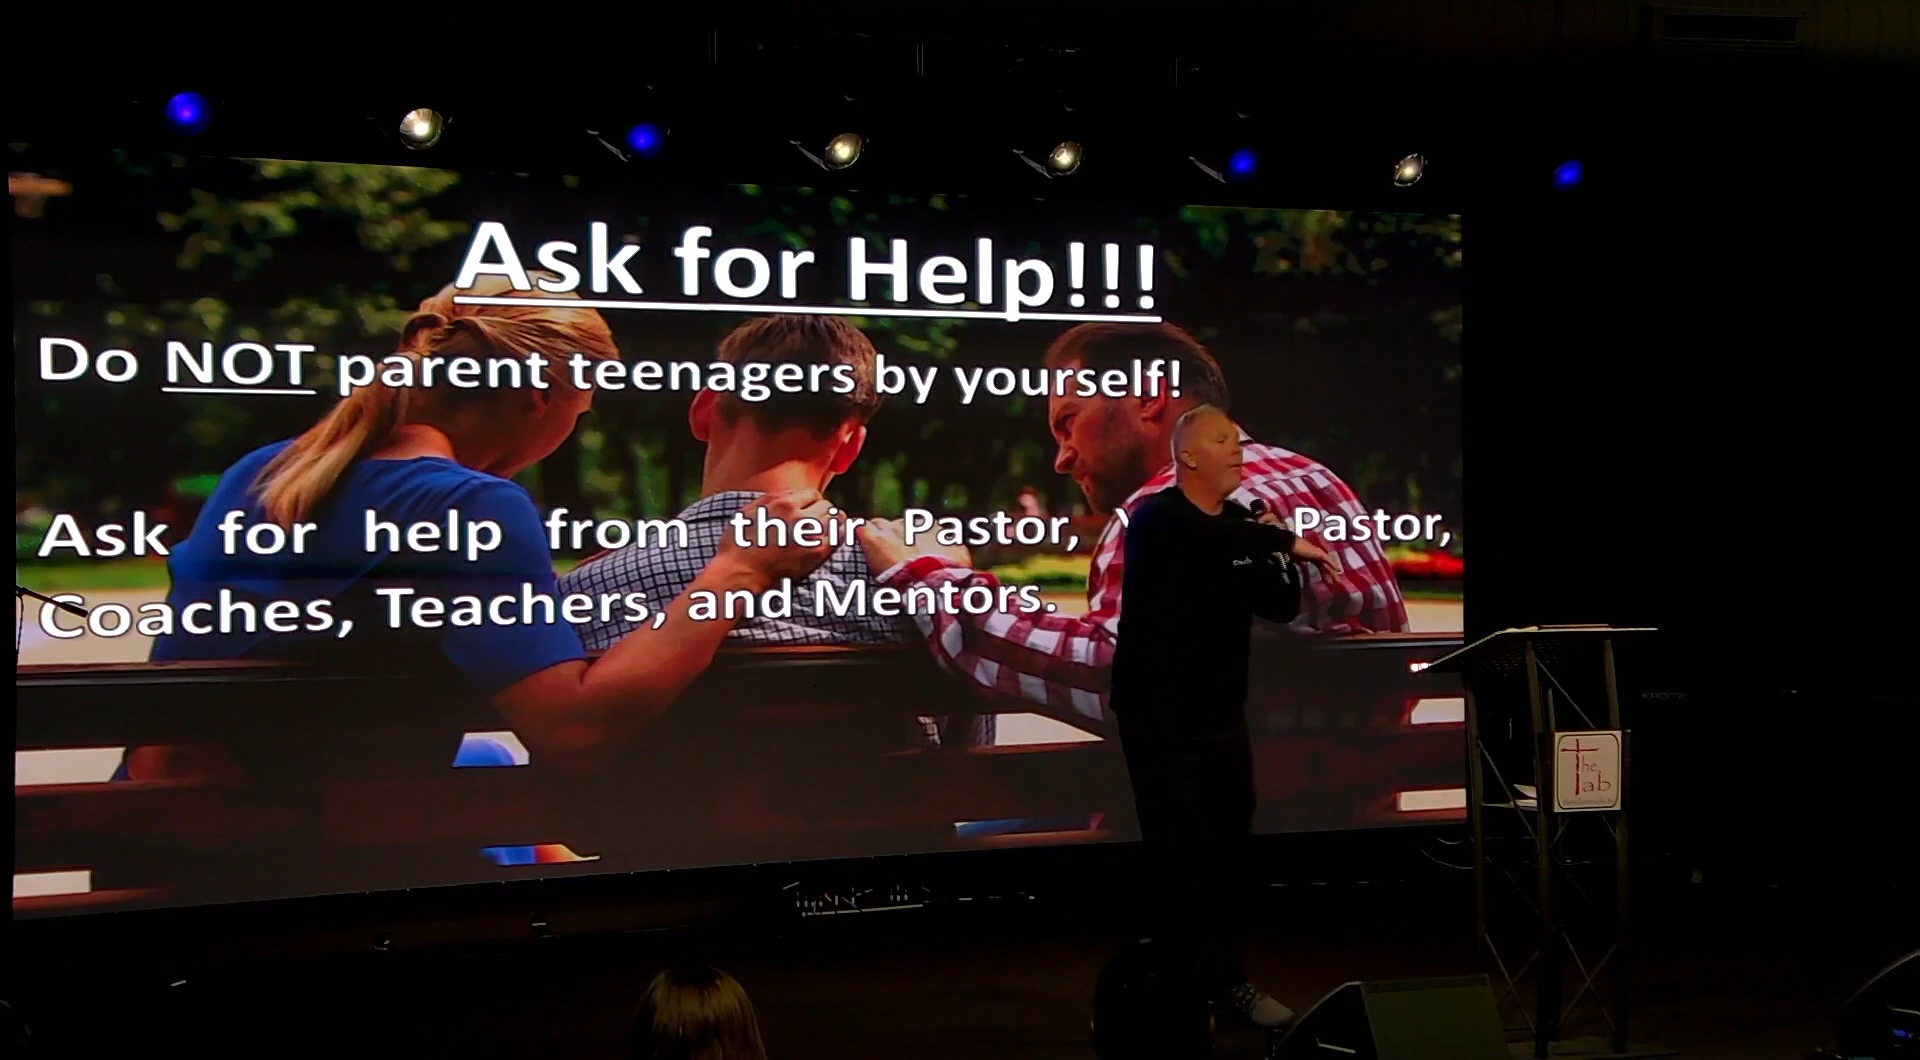 Ask for Help!!!
Do NOT parent teenagers by yourself!
Ask for help from their Pastor, Pastor,
Coaches, Teachers, and Mentors.
The
Tab